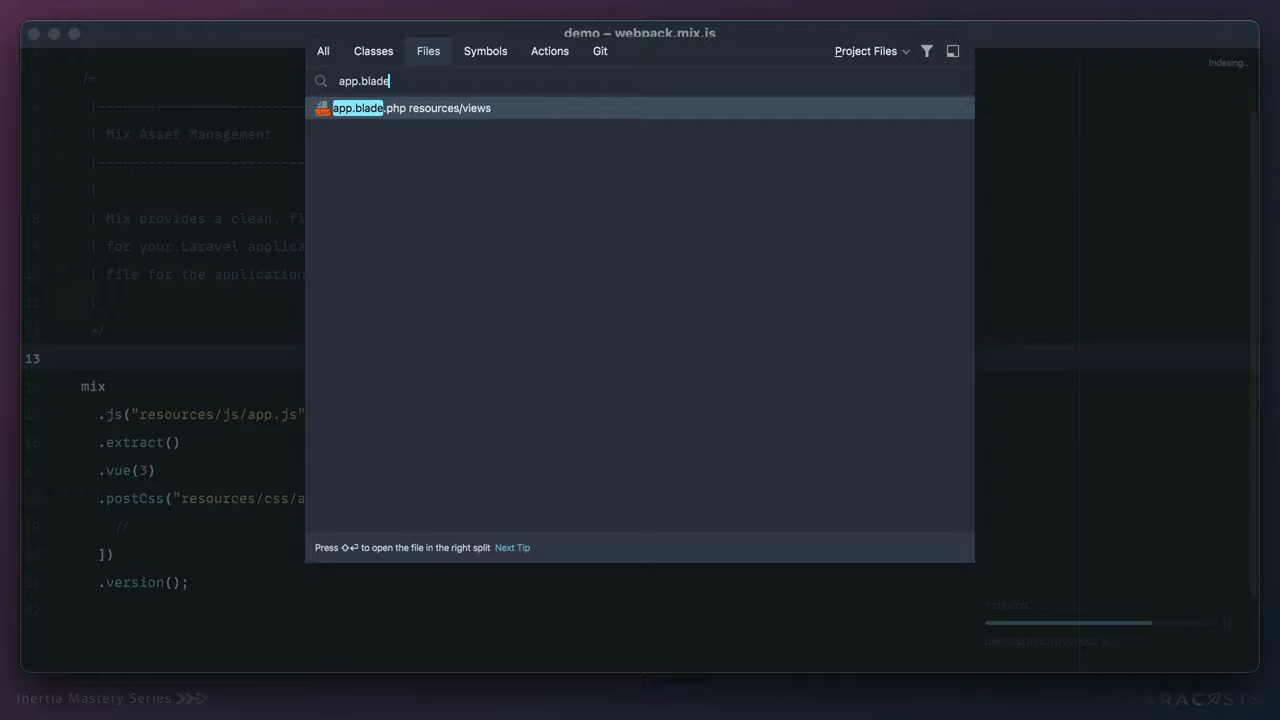 demo – webpack.mix.js
All Classes Files Symbols Actions Git Project Files
Indexing..
app.blade
app.blade.php resources/views
/*
| Mix Asset Management
|
8 | Mix provides a clean, fl
for your Laravel applica
file for the application
|
*/
13
mix
.js("resources/js/app.js"
.extract()
.vue(3)
.postCss("resources/css/a
//
])
.version();
Press ⇧⏎ to open the file in the right split Next Tip
Indexing
Inertia Mastery Series
RACASTS